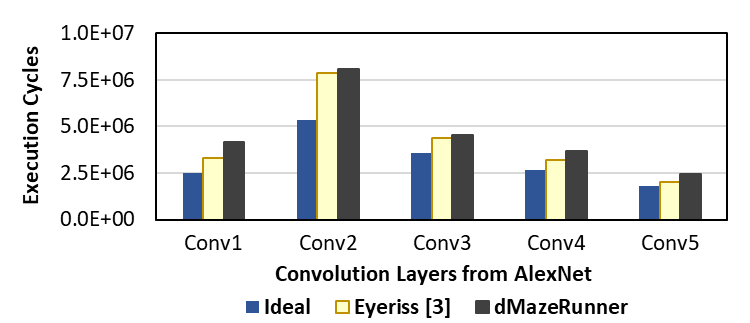 1.0E+07
7.5E+06
5.0E+06
2.5E+06
0.0E+00
Execution Cycles
Conv1 Conv2 Conv3 Conv4 Conv5
Convolution Layers from AlexNet
Ideal Eyeriss [3] dMazeRunner